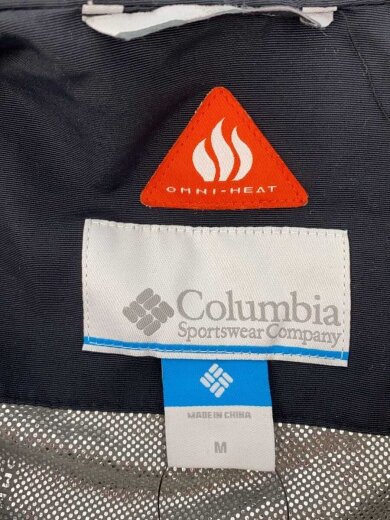 OMNI-HEAT
Columbia
Sportswear Company
MADE IN CHINA
M